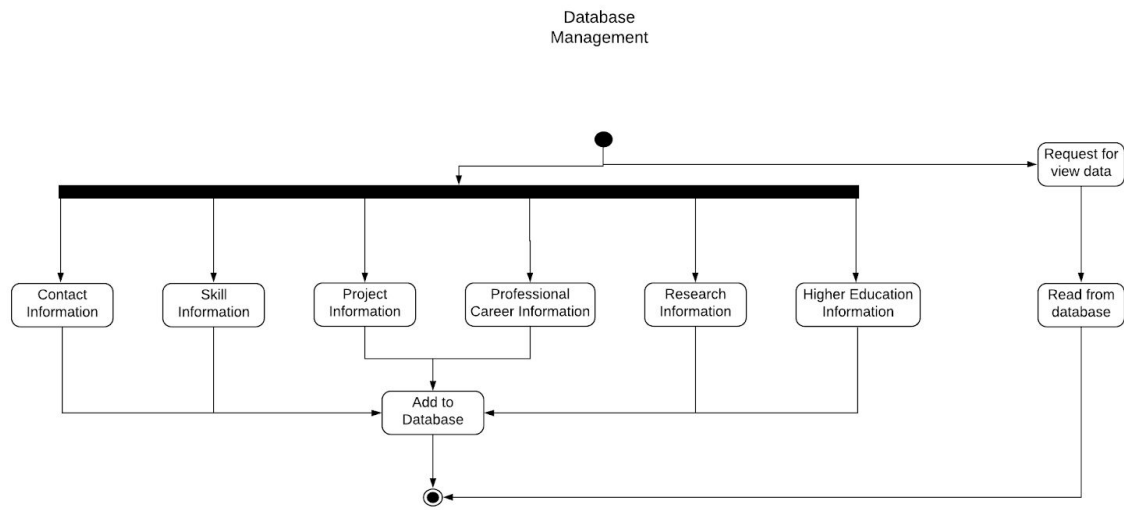 Database
Management
Request for
view data
Contact
Information
Skill
Information
Project
Information
Professional
Career Information
Research
Information
Higher Education
Information
Read from
database
Add to
Database